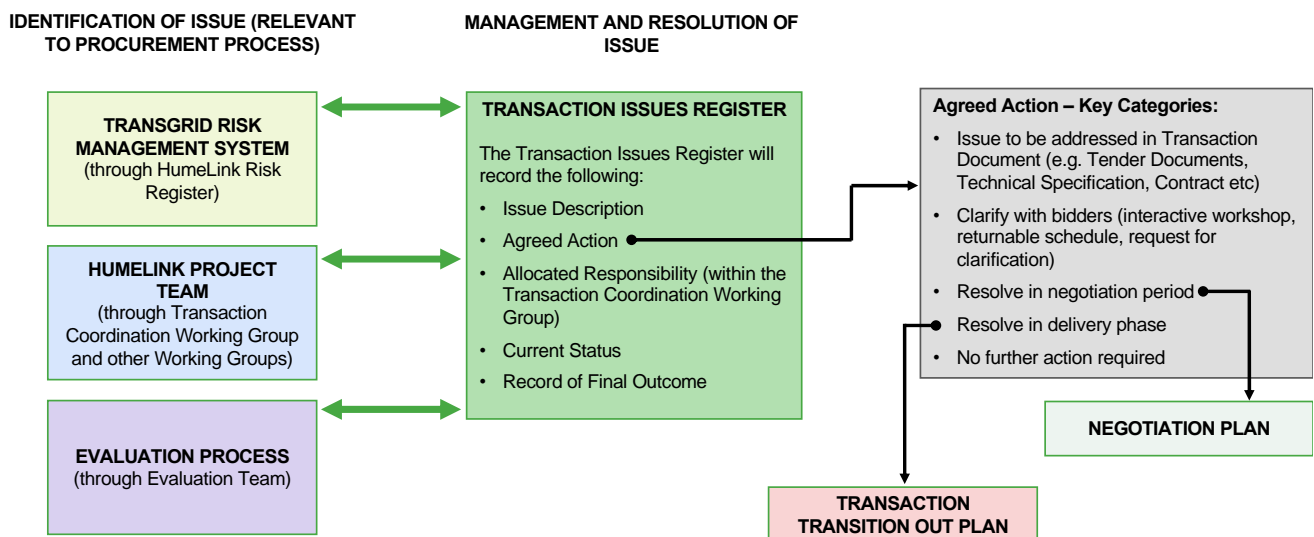 IDENTIFICATION OF ISSUE (RELEVANT
TO PROCUREMENT PROCESS)
MANAGEMENT AND RESOLUTION OF
ISSUE
TRANSGRID RISK
MANAGEMENT SYSTEM
(through HumeLink Risk
Register)
HUMELINK PROJECT
TEAM
(through Transaction
Coordination Working Group
and other Working Groups)
EVALUATION PROCESS
(through Evaluation Team)
TRANSACTION ISSUES REGISTER
The Transaction Issues Register will
record the following:
• Issue Description
• Agreed Action
• Allocated Responsibility (within the
Transaction Coordination Working
Group)
• Current Status
• Record of Final Outcome
Agreed Action – Key Categories:
• Issue to be addressed in Transaction
Document (e.g. Tender Documents,
Technical Specification, Contract etc)
• Clarify with bidders (interactive workshop,
returnable schedule, request for
clarification)
• Resolve in negotiation period
• Resolve in delivery phase
• No further action required
NEGOTIATION PLAN
TRANSACTION
TRANSITION OUT PLAN